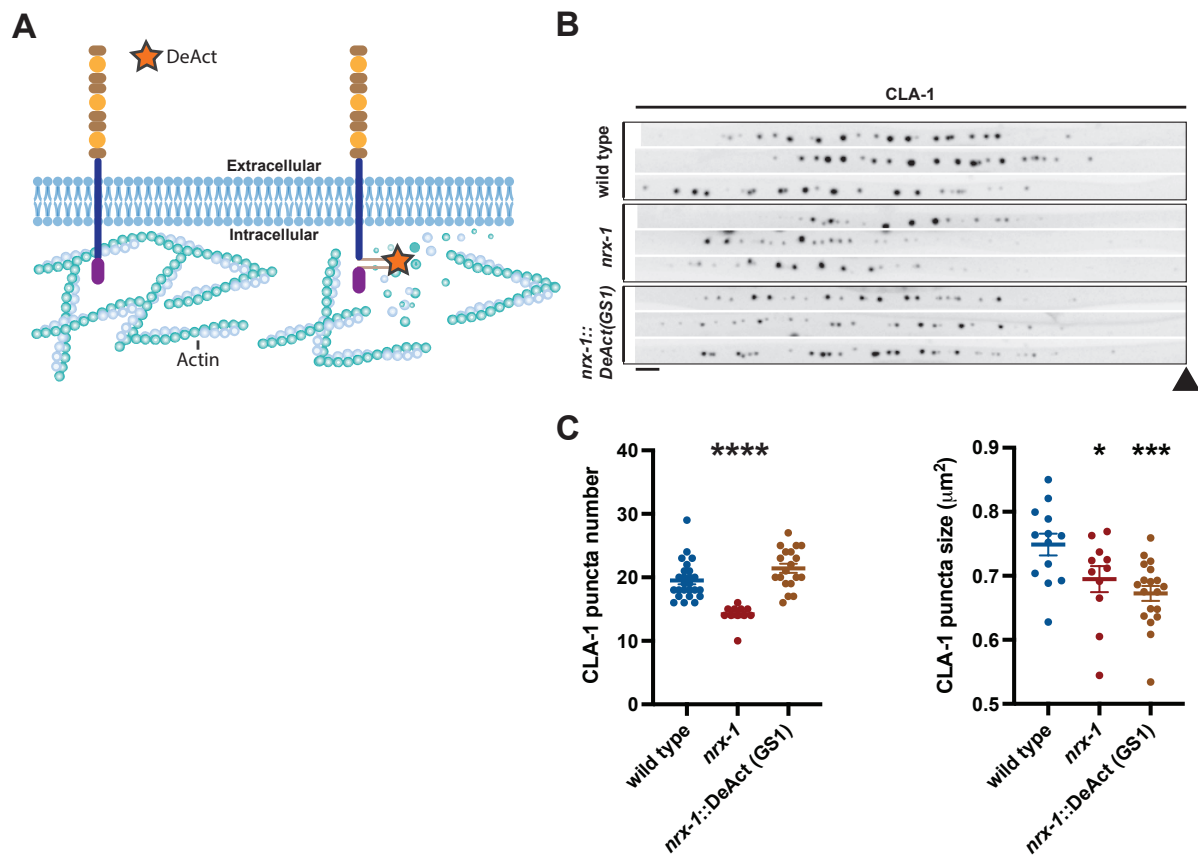 A
DeAct
Extracellular
Intracellular
Actin
B
CLA-1
wild type
nrx-1
nrx-1::
DeAct(GS1)
C
CLA-1 puncta number
40
30
20
10
0
****
wild type
nrx-1
nrx-1::DeAct (GS1)
CLA-1 puncta size (μm²)
0.9
0.8
0.7
0.6
0.5
*
***
wild type
nrx-1
nrx-1::DeAct (GS1)